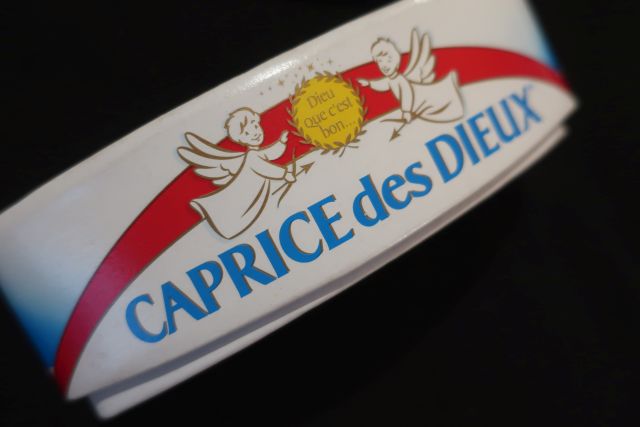 Dieu
Que c'est
bon...
CAPRICE des DIEUX